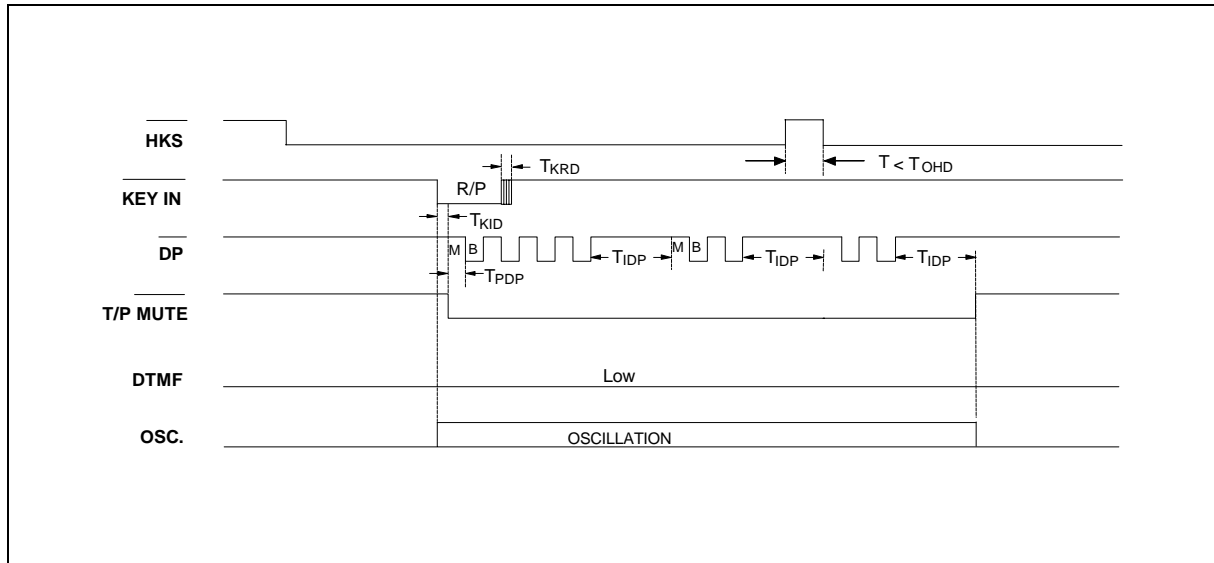 HKS
T < TOHD
TKRD
R/P
KEY IN
TKID
DP
M B TIDP M B TIDP TIDP
TPDP
T/P MUTE
DTMF Low
OSC. OSCILLATION